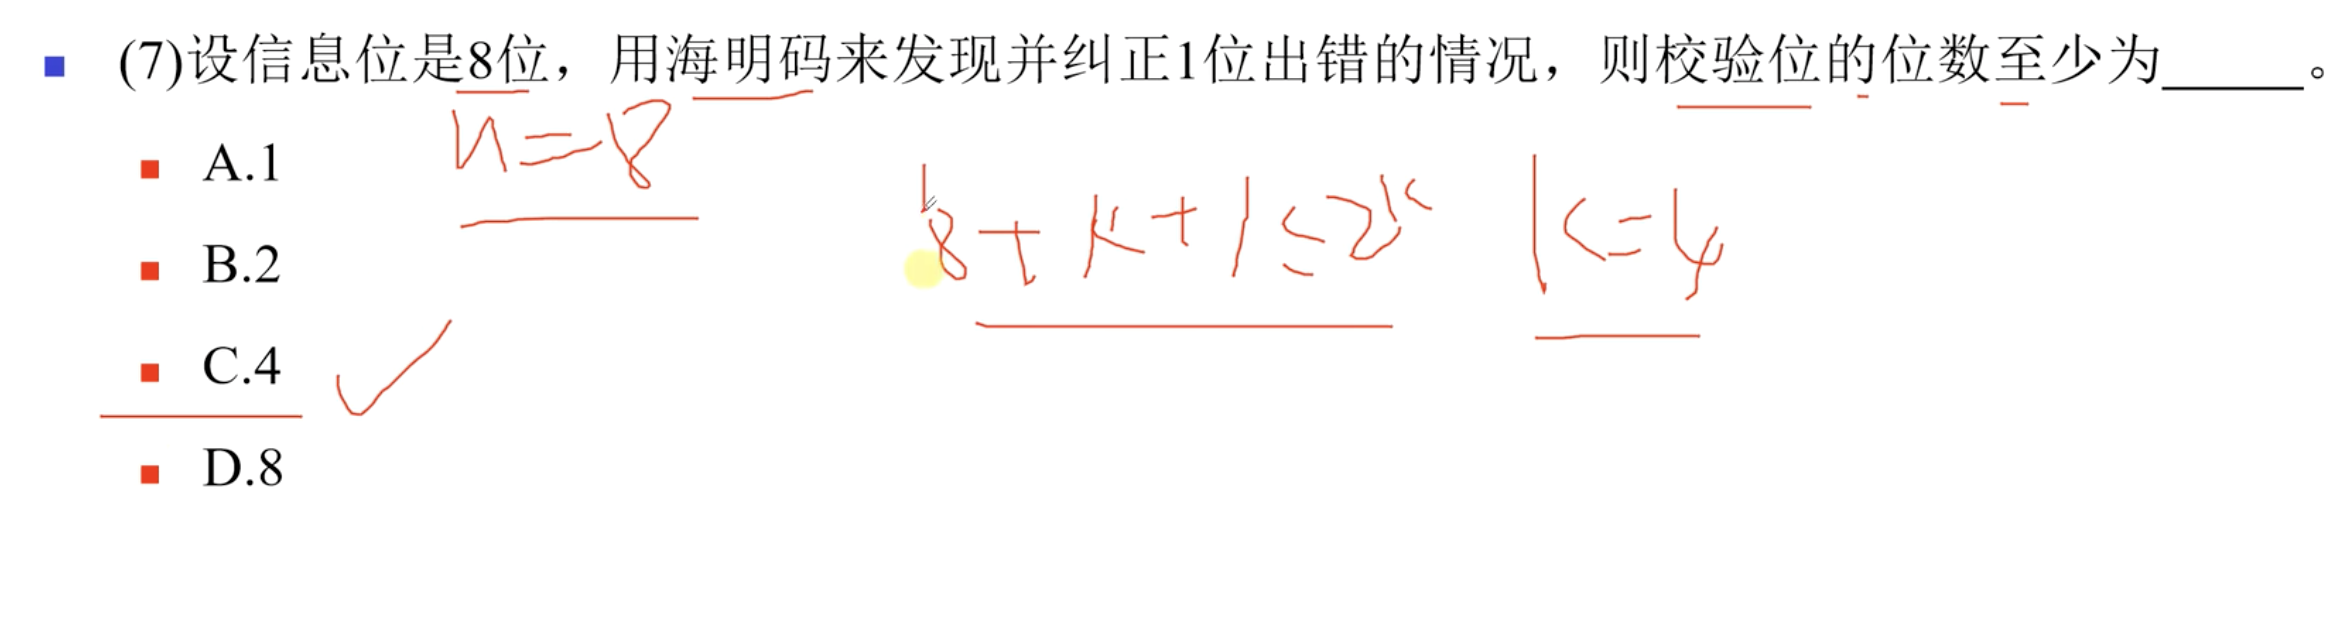 (7)设信息位是8位，用海明码来发现并纠正1位出错的情况，则校验位的位数至少为_____。
n=8
A.1
8+k+1≤2^k k=4
B.2
C.4
D.8